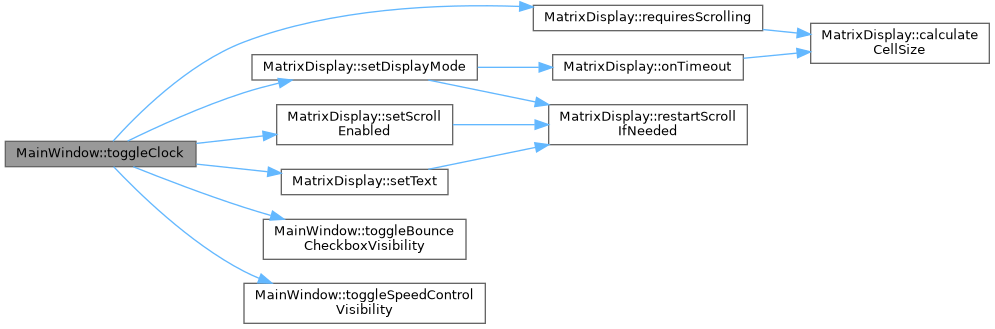 MainWindow::toggleClock
MatrixDisplay::requiresScrolling
MatrixDisplay::calculate
CellSize
MatrixDisplay::setDisplayMode
MatrixDisplay::onTimeout
MatrixDisplay::restartScroll
IfNeeded
MatrixDisplay::setScroll
Enabled
MatrixDisplay::setText
MainWindow::toggleBounce
CheckboxVisibility
MainWindow::toggleSpeedControl
Visibility